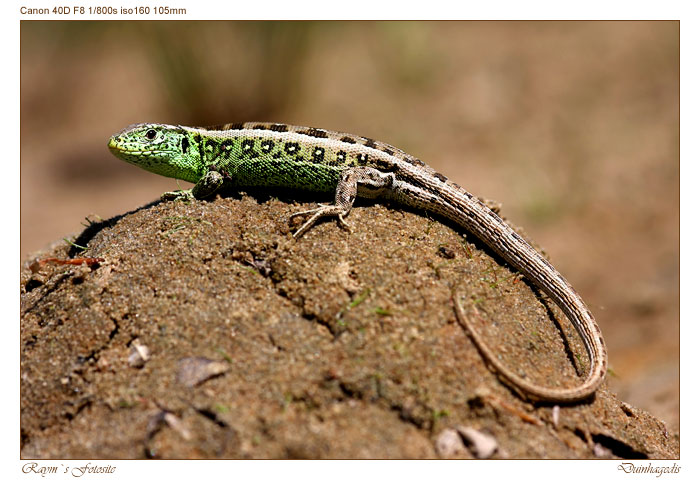 Canon 40D F8 1/800s iso160 105mm
Raym`s Fotosite
Duinhagedis